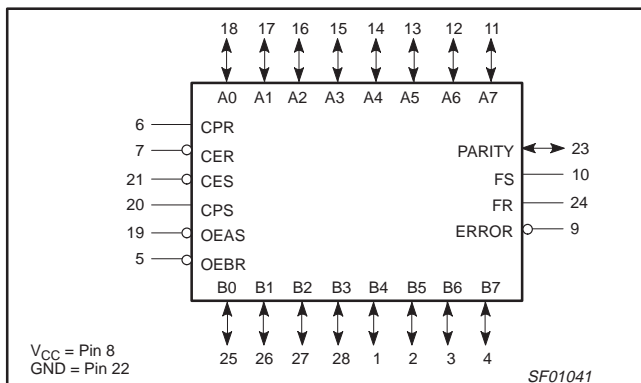 18 17 16 15 14 13 12 11
A0 A1 A2 A3 A4 A5 A6 A7
6 CPR
7 CER
PARITY 23
21 CES
FS 10
20 CPS
FR 24
19 OEAS
ERROR 9
5 OEBR
B0 B1 B2 B3 B4 B5 B6 B7
25 26 27 28 1 2 3 4
VCC = Pin 8
GND = Pin 22
SF01041